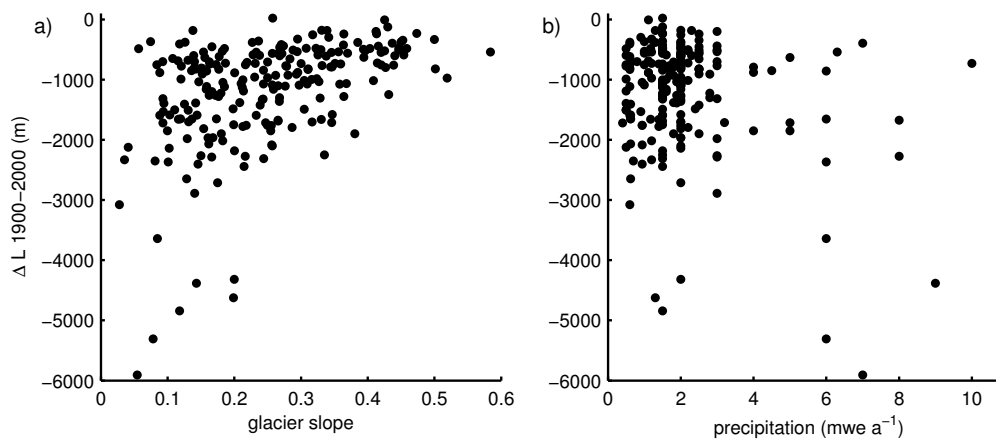 a)
Δ L 1900−2000 (m)
0
−1000
−2000
−3000
−4000
−5000
−6000
0 0.1 0.2 0.3 0.4 0.5 0.6
glacier slope
b)
0
−1000
−2000
−3000
−4000
−5000
−6000
0 2 4 6 8 10
precipitation (mwe a⁻¹)